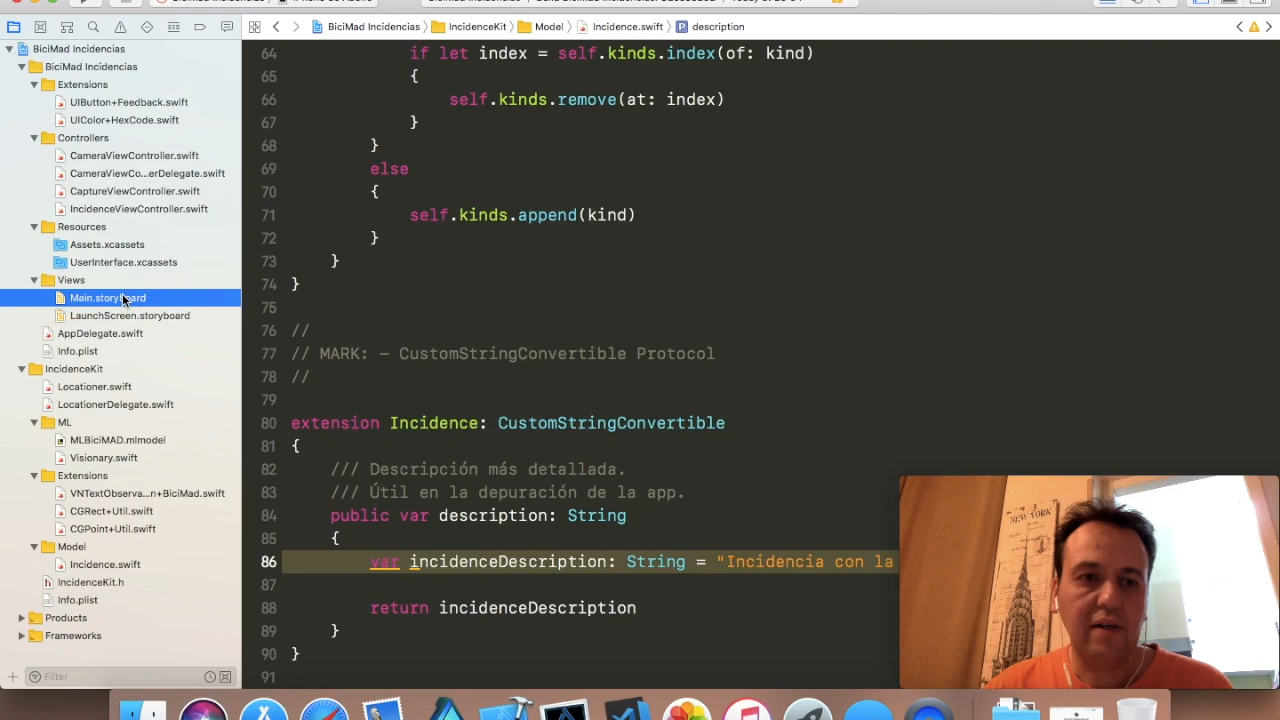 BiciMad Incidencias
IncidenceKit
Model
Incidence.swift
description
BiciMad Incidencias
BiciMad Incidencias
Extensions
UIButton+Feedback.swift
UIColor+HexCode.swift
Controllers
CameraViewController.swift
CameraViewCo...erDelegate.swift
CaptureViewController.swift
IncidenceViewController.swift
Resources
Assets.xcassets
UserInterface.xcassets
Views
Main.storyboard
LaunchScreen.storyboard
AppDelegate.swift
Info.plist
IncidenceKit
Locationer.swift
LocationerDelegate.swift
ML
MLBiciMAD.mlmodel
Visionary.swift
Extensions
VNTextObserva...n+BiciMad.swift
CGRect+Util.swift
CGPoint+Util.swift
Model
Incidence.swift
IncidenceKit.h
Info.plist
Products
Frameworks
Filter
64 if let index = self.kinds.index(of: kind)
65 {
66 self.kinds.remove(at: index)
67 }
68 }
69 else
70 {
71 self.kinds.append(kind)
72 }
73 }
74 }
75
76 //
77 // MARK: - CustomStringConvertible Protocol
78 //
79
80 extension Incidence: CustomStringConvertible
81 {
82 /// Descripción más detallada.
83 /// Útil en la depuración de la app.
84 public var description: String
85 {
86 var incidenceDescription: String = "Incidencia con la
87
88 return incidenceDescription
89 }
90 }
91
NEW YORK